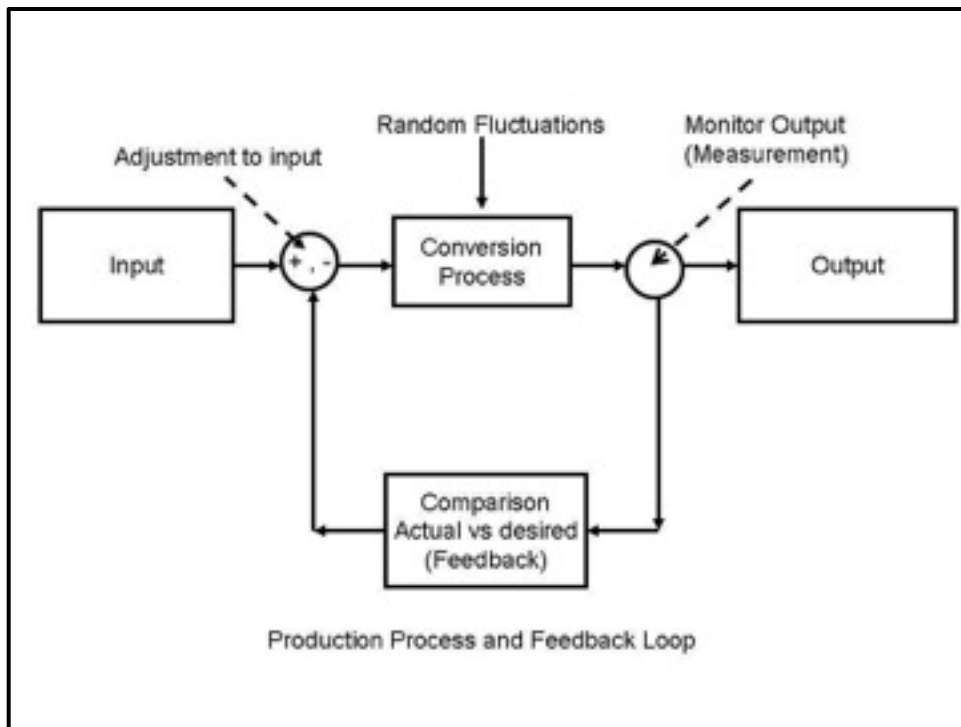 Random Fluctuations
Monitor Output
(Measurement)
Adjustment to input
Input
+ , -
Conversion
Process
Output
Comparison
Actual vs desired
(Feedback)
Production Process and Feedback Loop